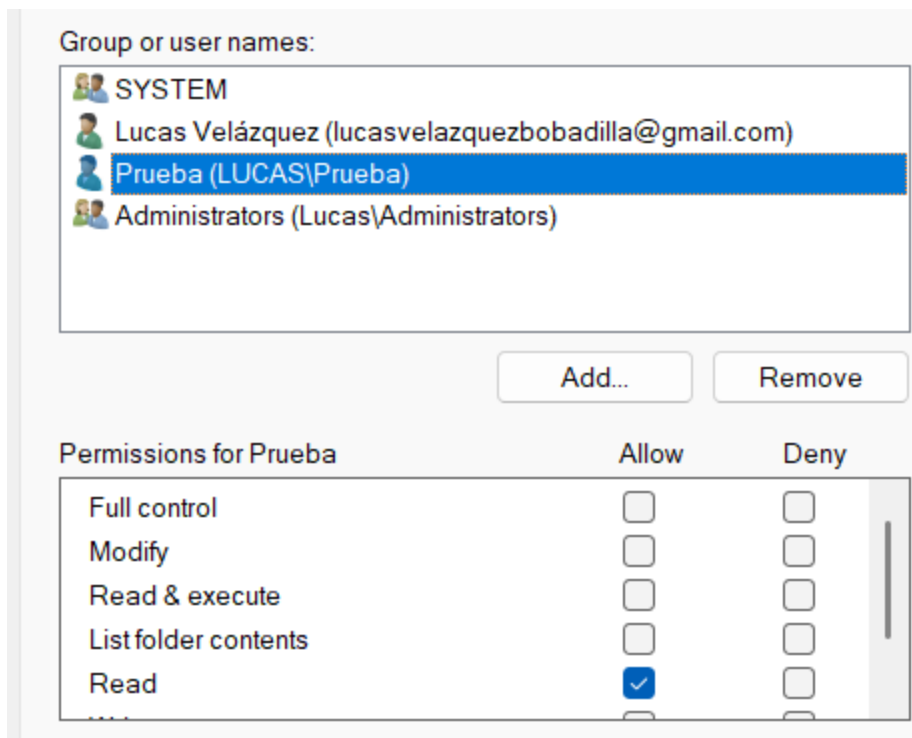 Group or user names:
SYSTEM
Lucas Velázquez (lucasvelazquezbobadilla@gmail.com)
Prueba (LUCAS\Prueba)
Administrators (Lucas\Administrators)
Add... Remove
Permissions for Prueba Allow Deny
Full control
Modify
Read & execute
List folder contents
Read